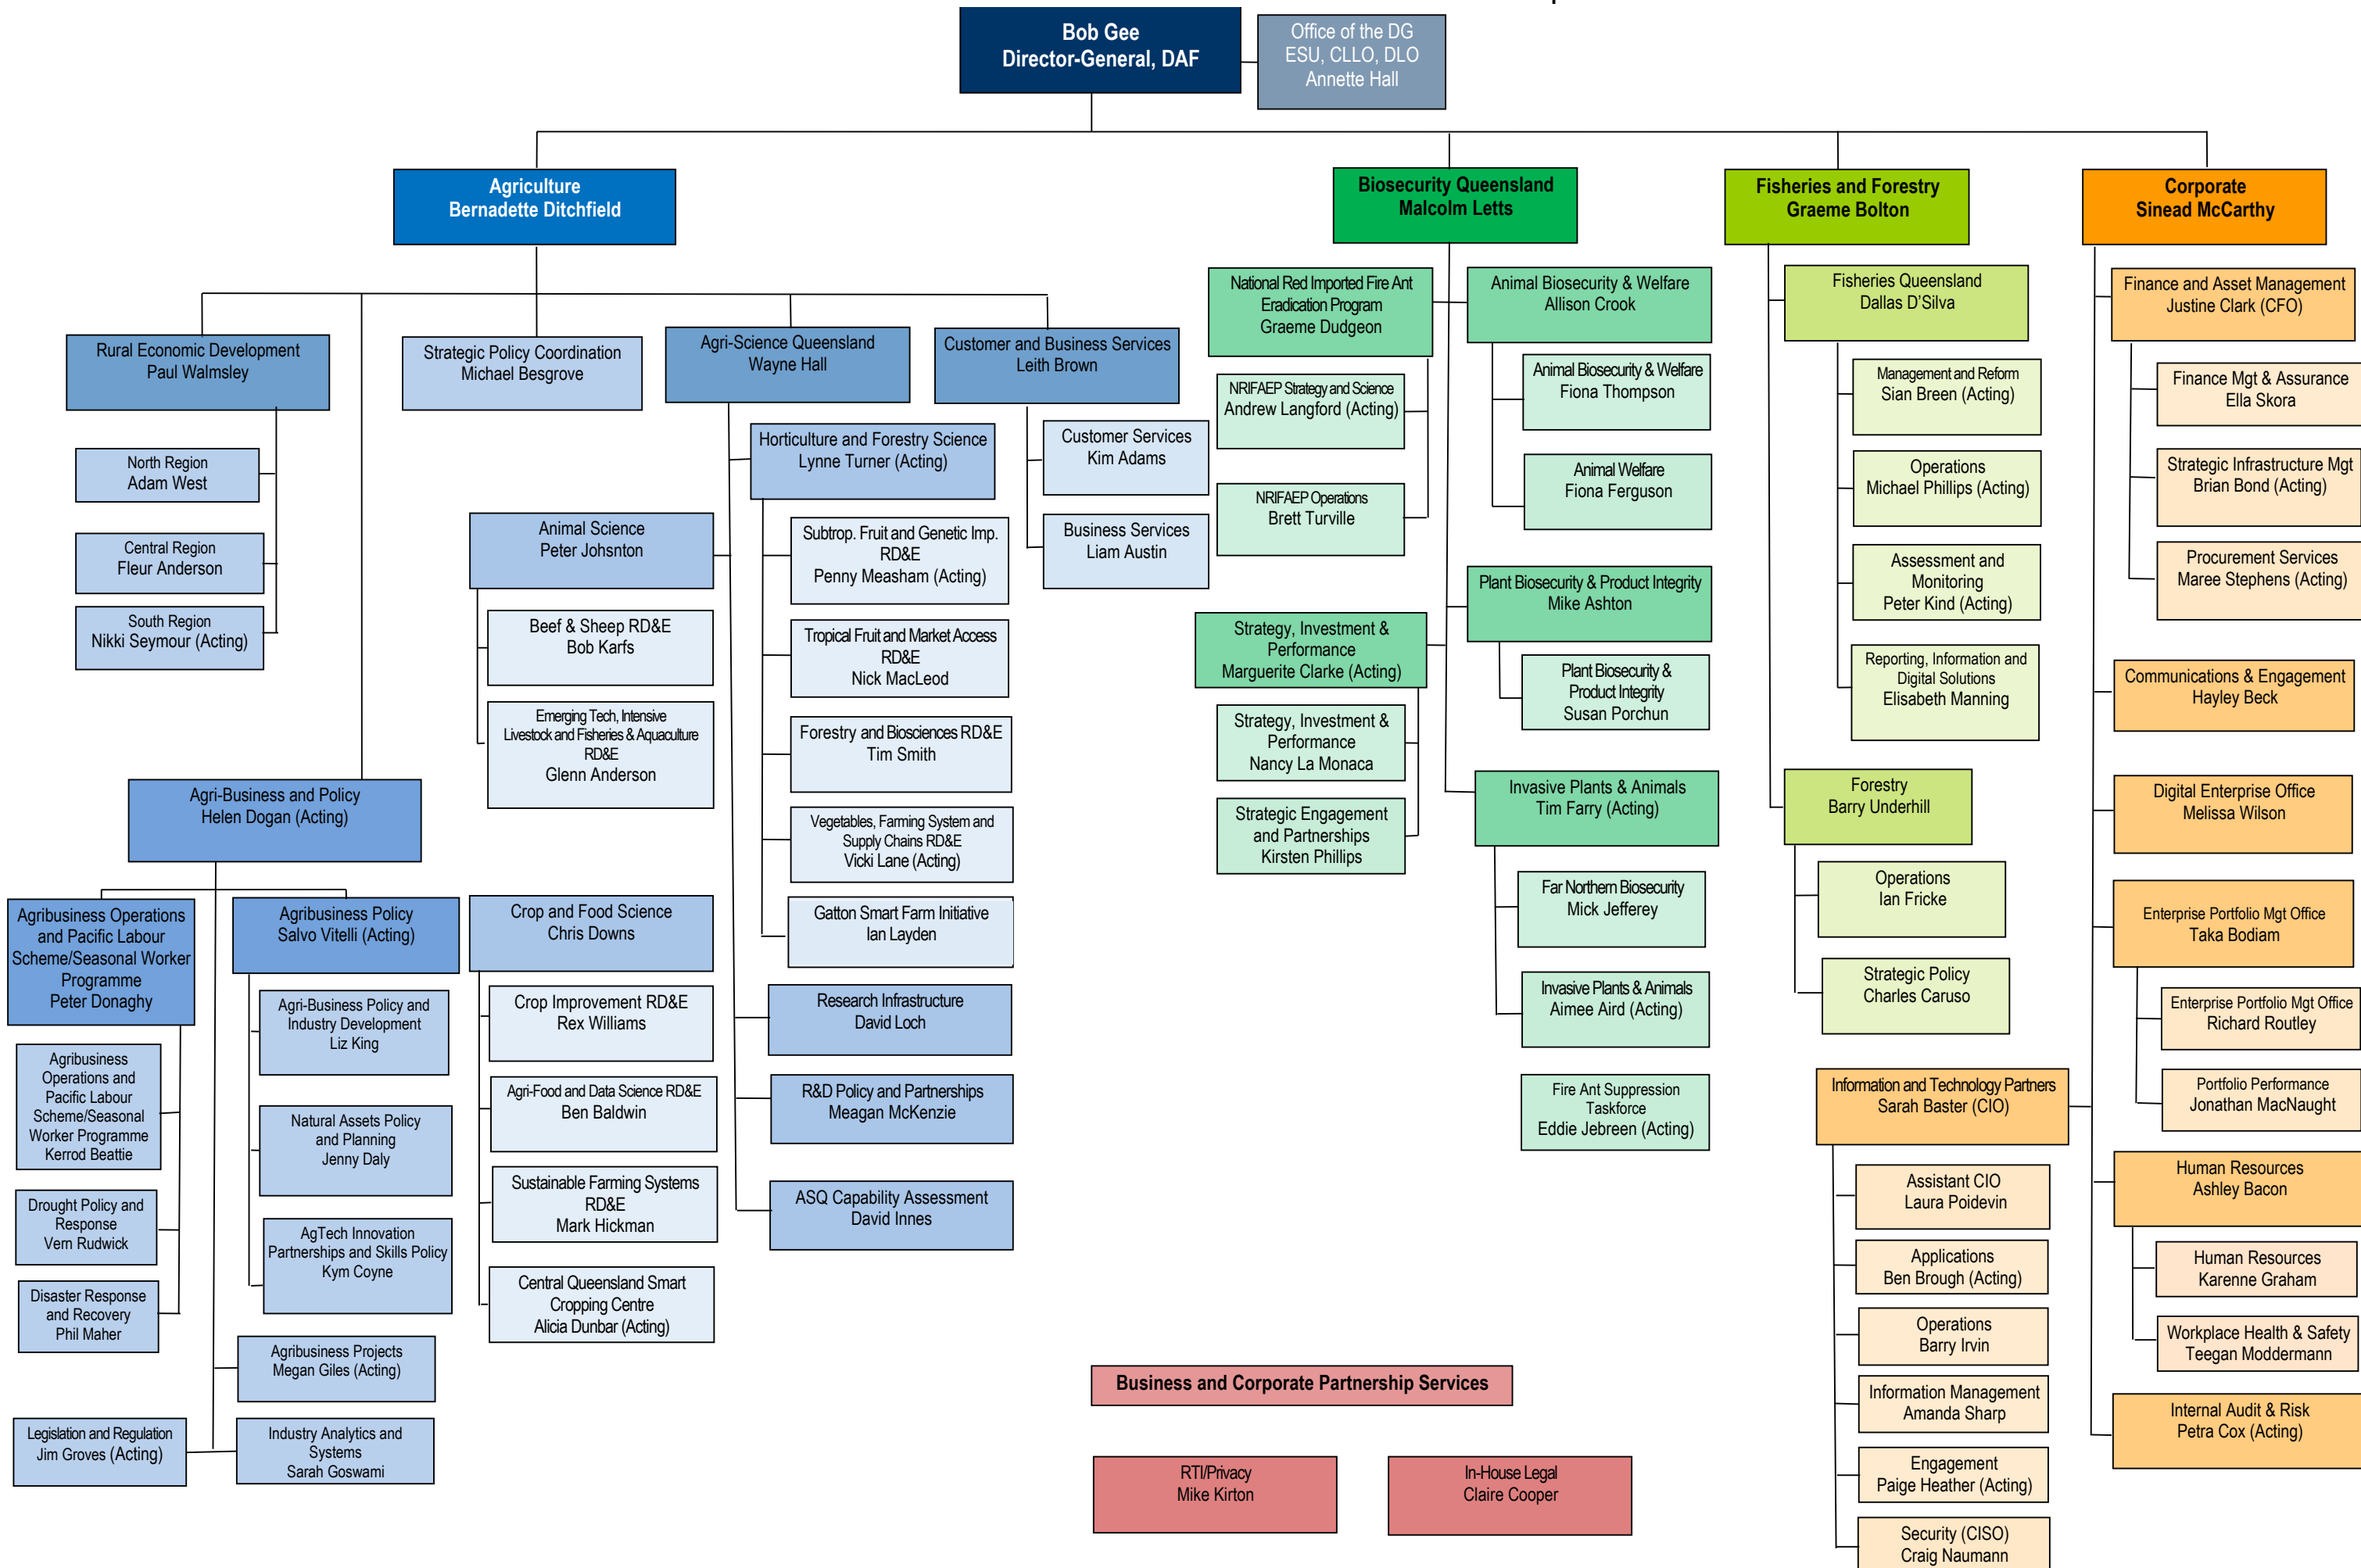 Bob Gee
Director-General, DAF
Office of the DG
ESU, CLLO, DLO
Annette Hall
Agriculture
Bernadette Ditchfield
Biosecurity Queensland
Malcolm Letts
Fisheries and Forestry
Graeme Bolton
Corporate
Sinead McCarthy
Rural Economic Development
Paul Walmsley
North Region
Adam West
Central Region
Fleur Anderson
South Region
Nikki Seymour (Acting)
Strategic Policy Coordination
Michael Besgrove
Agri-Science Queensland
Wayne Hall
Customer and Business Services
Leith Brown
Customer Services
Kim Adams
Business Services
Liam Austin
Horticulture and Forestry Science
Lynne Turner (Acting)
Subtrop. Fruit and Genetic Imp.
RD&E
Penny Measham (Acting)
Tropical Fruit and Market Access
RD&E
Nick MacLeod
Forestry and Biosciences RD&E
Tim Smith
Vegetables, Farming System and
Supply Chains RD&E
Vicki Lane (Acting)
Gatton Smart Farm Initiative
Ian Layden
Animal Science
Peter Johsnton
Beef & Sheep RD&E
Bob Karfs
Emerging Tech, Intensive
Livestock and Fisheries & Aquaculture
RD&E
Glenn Anderson
Crop and Food Science
Chris Downs
Crop Improvement RD&E
Rex Williams
Agri-Food and Data Science RD&E
Ben Baldwin
Sustainable Farming Systems
RD&E
Mark Hickman
Central Queensland Smart
Cropping Centre
Alicia Dunbar (Acting)
Research Infrastructure
David Loch
R&D Policy and Partnerships
Meagan McKenzie
ASQ Capability Assessment
David Innes
Agri-Business and Policy
Helen Dogan (Acting)
Agribusiness Operations
and Pacific Labour
Scheme/Seasonal Worker
Programme
Peter Donaghy
Agribusiness
Operations and
Pacific Labour
Scheme/Seasonal
Worker Programme
Kerrod Beattie
Drought Policy and
Response
Vern Rudwick
Disaster Response
and Recovery
Phil Maher
Agribusiness Policy
Salvo Vitelli (Acting)
Agri-Business Policy and
Industry Development
Liz King
Natural Assets Policy
and Planning
Jenny Daly
AgTech Innovation
Partnerships and Skills Policy
Kym Coyne
Agribusiness Projects
Megan Giles (Acting)
Legislation and Regulation
Jim Groves (Acting)
Industry Analytics and
Systems
Sarah Goswami
National Red Imported Fire Ant
Eradication Program
Graeme Dudgeon
NRIFAEP Strategy and Science
Andrew Langford (Acting)
NRIFAEP Operations
Brett Turville
Animal Biosecurity & Welfare
Allison Crook
Animal Biosecurity & Welfare
Fiona Thompson
Animal Welfare
Fiona Ferguson
Plant Biosecurity & Product Integrity
Mike Ashton
Plant Biosecurity &
Product Integrity
Susan Porchun
Strategy, Investment &
Performance
Marguerite Clarke (Acting)
Strategy, Investment &
Performance
Nancy La Monaca
Strategic Engagement
and Partnerships
Kirsten Phillips
Invasive Plants & Animals
Tim Farry (Acting)
Far Northern Biosecurity
Mick Jefferey
Invasive Plants & Animals
Aimee Aird (Acting)
Fire Ant Suppression
Taskforce
Eddie Jebreen (Acting)
Fisheries Queensland
Dallas D’Silva
Management and Reform
Sian Breen (Acting)
Operations
Michael Phillips (Acting)
Assessment and
Monitoring
Peter Kind (Acting)
Reporting, Information and
Digital Solutions
Elisabeth Manning
Forestry
Barry Underhill
Operations
Ian Fricke
Strategic Policy
Charles Caruso
Finance and Asset Management
Justine Clark (CFO)
Finance Mgt & Assurance
Ella Skora
Strategic Infrastructure Mgt
Brian Bond (Acting)
Procurement Services
Maree Stephens (Acting)
Communications & Engagement
Hayley Beck
Digital Enterprise Office
Melissa Wilson
Enterprise Portfolio Mgt Office
Taka Bodiam
Enterprise Portfolio Mgt Office
Richard Routley
Portfolio Performance
Jonathan MacNaught
Information and Technology Partners
Sarah Baster (CIO)
Assistant CIO
Laura Poidevin
Applications
Ben Brough (Acting)
Operations
Barry Irvin
Information Management
Amanda Sharp
Engagement
Paige Heather (Acting)
Security (CISO)
Craig Naumann
Human Resources
Ashley Bacon
Human Resources
Karenne Graham
Workplace Health & Safety
Teegan Moddermann
Internal Audit & Risk
Petra Cox (Acting)
Business and Corporate Partnership Services
RTI/Privacy
Mike Kirton
In-House Legal
Claire Cooper